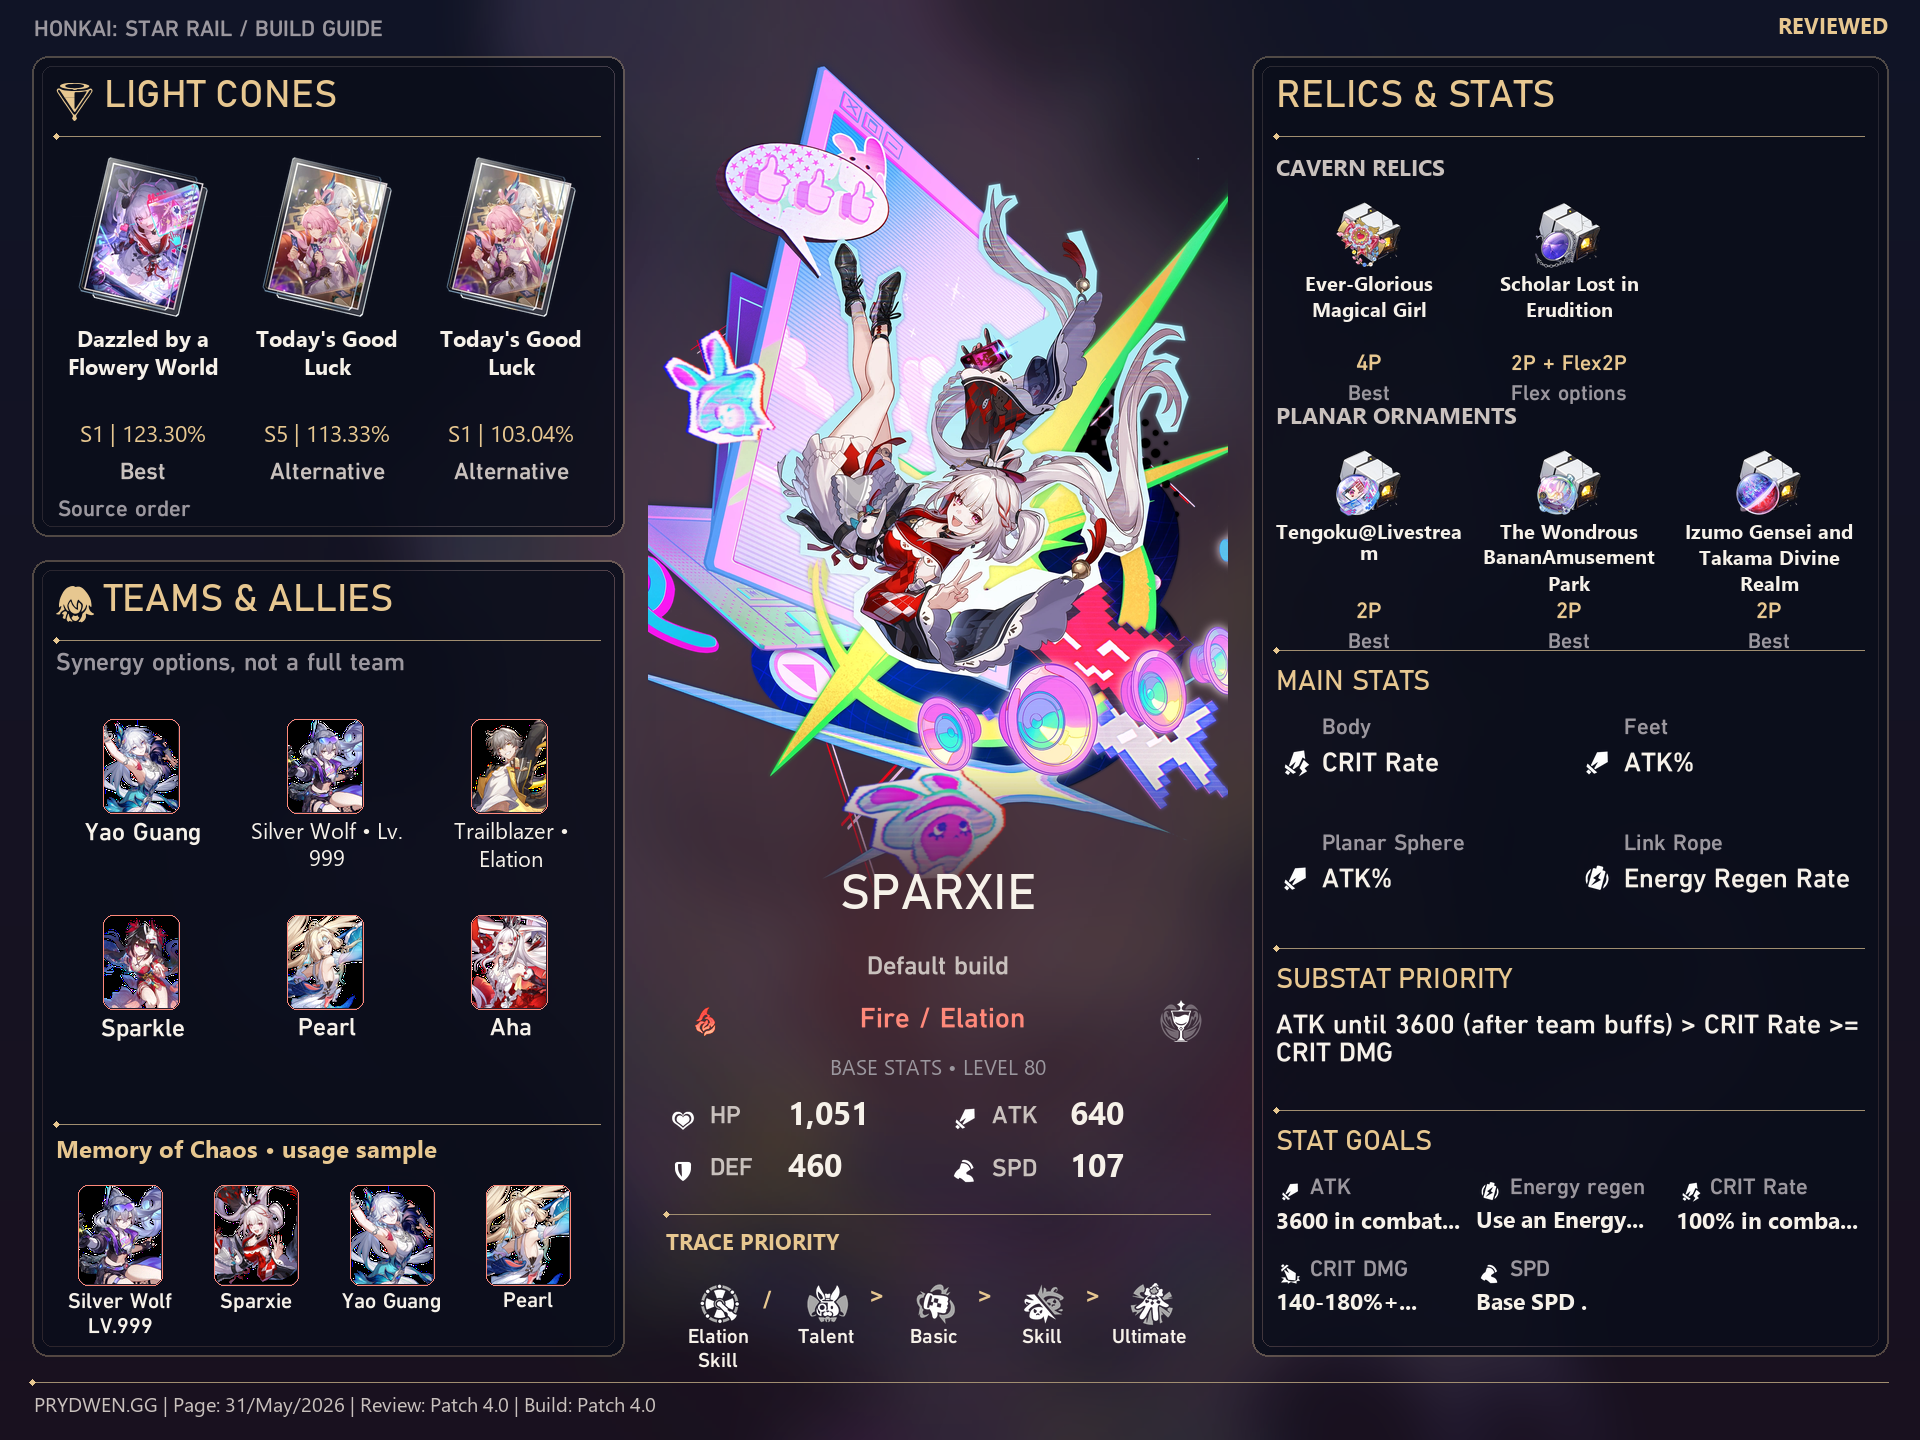 HONKAI: STAR RAIL / BUILD GUIDE
REVIEWED
LIGHT CONES
Dazzled by a
Flowery World
S1 | 123.30%
Best
Today's Good
Luck
S5 | 113.33%
Alternative
Today's Good
Luck
S1 | 103.04%
Alternative
Source order
TEAMS & ALLIES
Synergy options, not a full team
Yao Guang
Silver Wolf • Lv.
999
Trailblazer •
Elation
Sparkle
Pearl
Aha
Memory of Chaos • usage sample
Silver Wolf
LV.999
Sparxie
Yao Guang
Pearl
SPARXIE
Default build
Fire / Elation
BASE STATS • LEVEL 80
HP 1,051
ATK 640
DEF 460
SPD 107
TRACE PRIORITY
Elation
Skill
/
Talent
>
Basic
>
Skill
>
Ultimate
RELICS & STATS
CAVERN RELICS
Ever-Glorious
Magical Girl
4P
Best
Scholar Lost in
Erudition
2P + Flex2P
Flex options
PLANAR ORNAMENTS
Tengoku@Livestrea
m
2P
Best
The Wondrous
BananAmusement
Park
2P
Best
Izumo Gensei and
Takama Divine
Realm
2P
Best
MAIN STATS
Body
CRIT Rate
Feet
ATK%
Planar Sphere
ATK%
Link Rope
Energy Regen Rate
SUBSTAT PRIORITY
ATK until 3600 (after team buffs) > CRIT Rate >=
CRIT DMG
STAT GOALS
ATK
3600 in combat...
Energy regen
Use an Energy...
CRIT Rate
100% in comba...
CRIT DMG
140-180%+...
SPD
Base SPD .
PRYDWEN.GG | Page: 31/May/2026 | Review: Patch 4.0 | Build: Patch 4.0